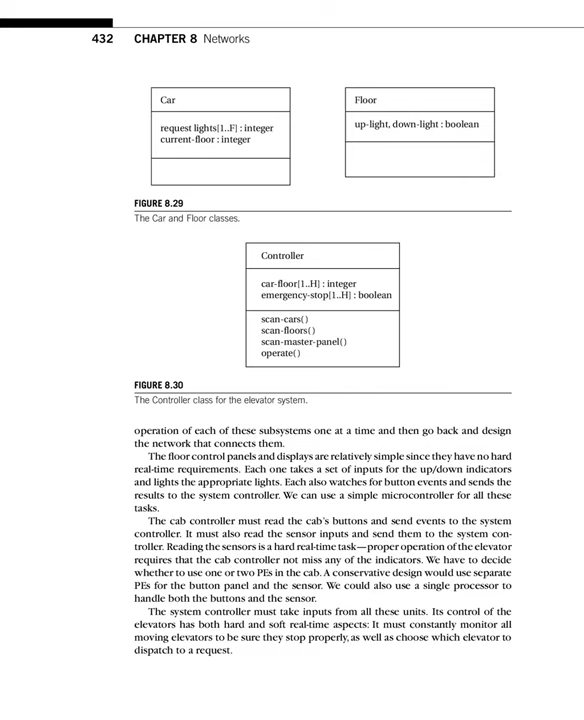 432 CHAPTER 8 Networks
Car
request lights[1..F] : integer
current-floor : integer
Floor
up-light, down-light : boolean
FIGURE 8.29
The Car and Floor classes.
Controller
car-floor[1..H] : integer
emergency-stop[1..H] : boolean
scan-cars( )
scan-floors( )
scan-master-panel( )
operate( )
FIGURE 8.30
The Controller class for the elevator system.
operation of each of these subsystems one at a time and then go back and design
the network that connects them.
The floor control panels and displays are relatively simple since they have no hard
real-time requirements. Each one takes a set of inputs for the up/down indicators
and lights the appropriate lights. Each also watches for button events and sends the
results to the system controller. We can use a simple microcontroller for all these
tasks.
The cab controller must read the cab's buttons and send events to the system
controller. It must also read the sensor inputs and send them to the system con-
troller. Reading the sensors is a hard real-time task—proper operation of the elevator
requires that the cab controller not miss any of the indicators. We have to decide
whether to use one or two PEs in the cab. A conservative design would use separate
PEs for the button panel and the sensor. We could also use a single processor to
handle both the buttons and the sensor.
The system controller must take inputs from all these units. Its control of the
elevators has both hard and soft real-time aspects: It must constantly monitor all
moving elevators to be sure they stop properly, as well as choose which elevator to
dispatch to a request.